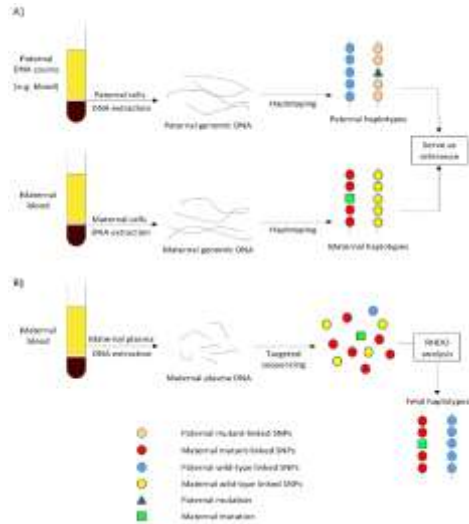 A)
Paternal
DNA source
(e.g. blood)
Paternal cells
DNA extraction
Paternal genomic DNA
Haplotyping
Paternal haplotypes
Serve as
reference
Maternal
blood
Maternal cells
DNA extraction
Maternal genomic DNA
Haplotyping
Maternal haplotypes
B)
Maternal
blood
Maternal plasma
DNA extraction
Maternal plasma DNA
Targeted
sequencing
RHDO
analysis
Fetal haplotypes
Paternal mutant-linked SNPs
Maternal mutant-linked SNPs
Paternal wild-type linked SNPs
Maternal wild-type linked SNPs
Paternal mutation
Maternal mutation